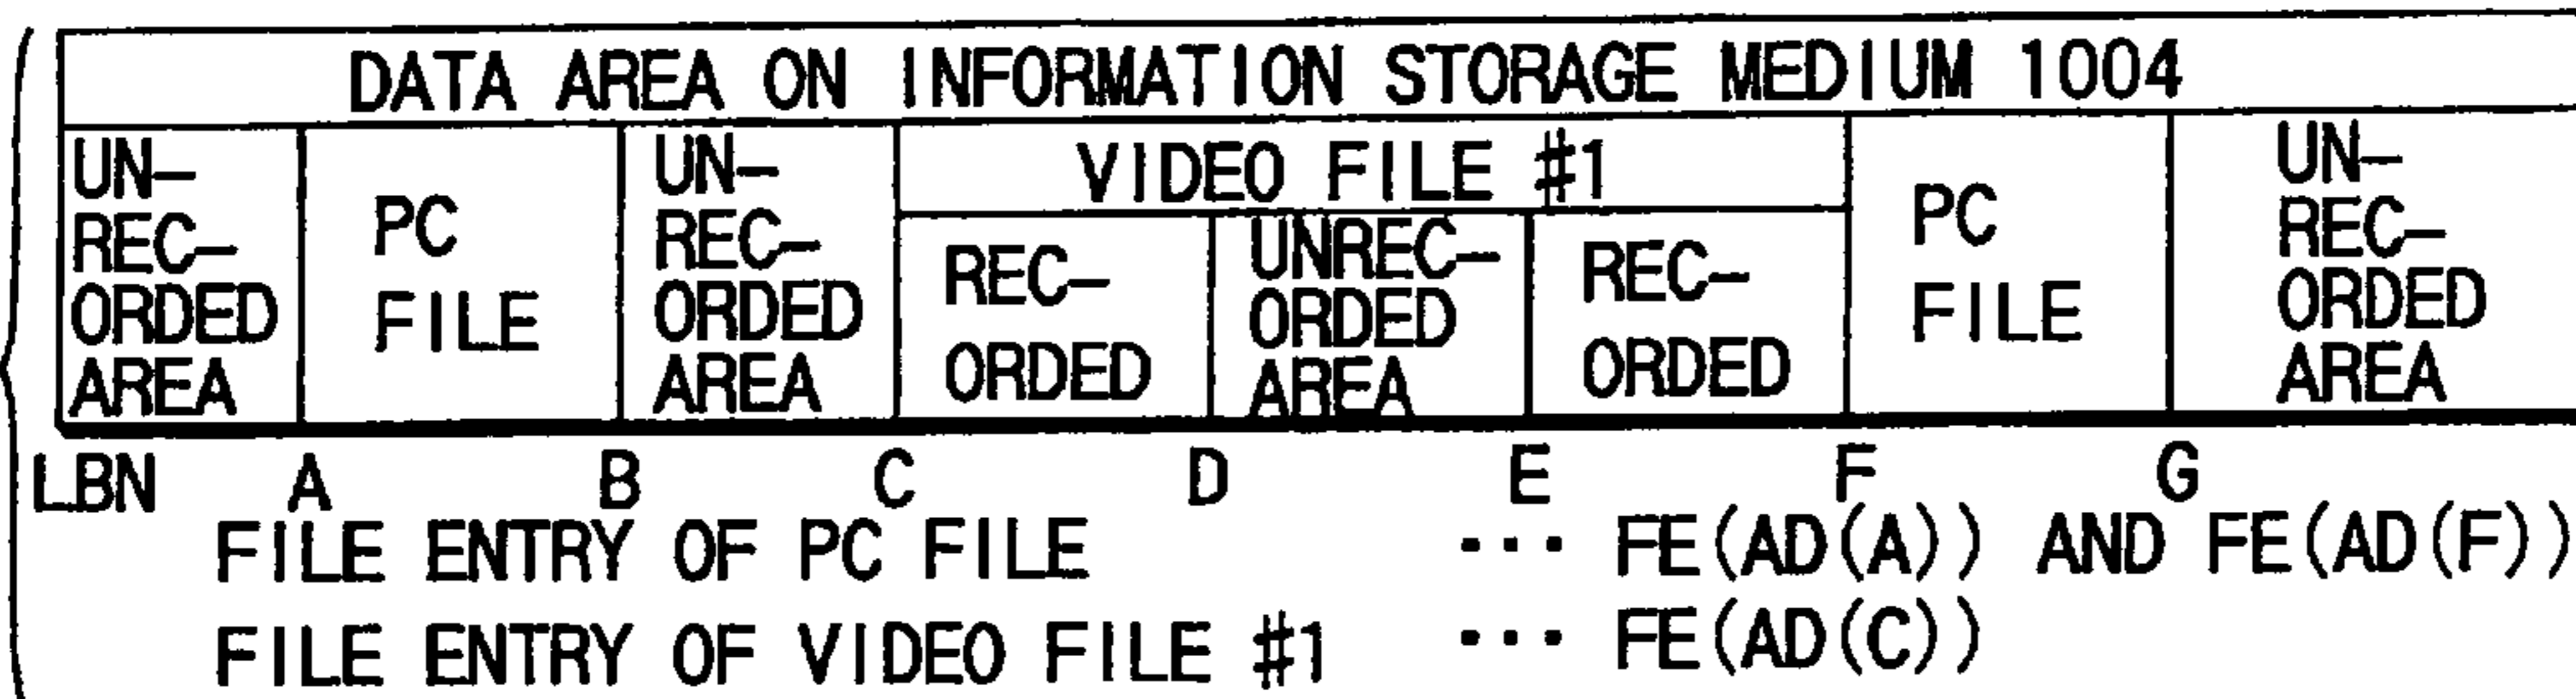 DATA AREA ON INFORMATION STORAGE MEDIUM 1004
UN-
REC-
ORDED
AREA
PC
FILE
UN-
REC-
ORDED
AREA
VIDEO FILE #1
REC-
ORDED
UNREC-
ORDED
AREA
REC-
ORDED
PC
FILE
UN-
REC-
ORDED
AREA
LBN A B C D E F G
FILE ENTRY OF PC FILE ··· FE(AD(A)) AND FE(AD(F))
FILE ENTRY OF VIDEO FILE #1 ··· FE(AD(C))